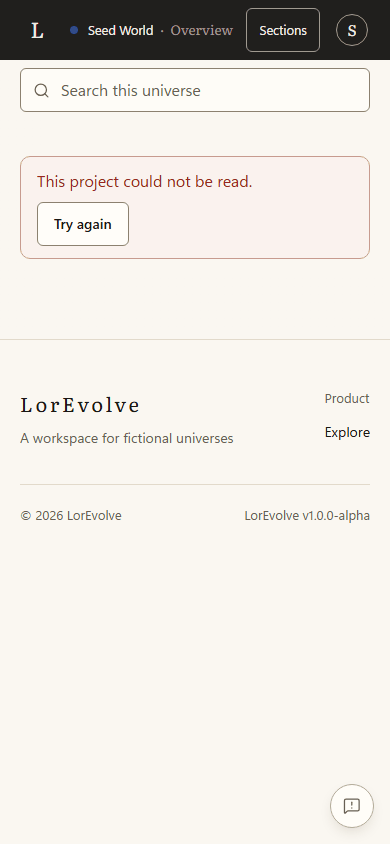 L
Seed World · Overview
Sections
S
Search this universe
This project could not be read.
Try again
LorEvolve
A workspace for fictional universes
Product
Explore
© 2026 LorEvolve
LorEvolve v1.0.0-alpha